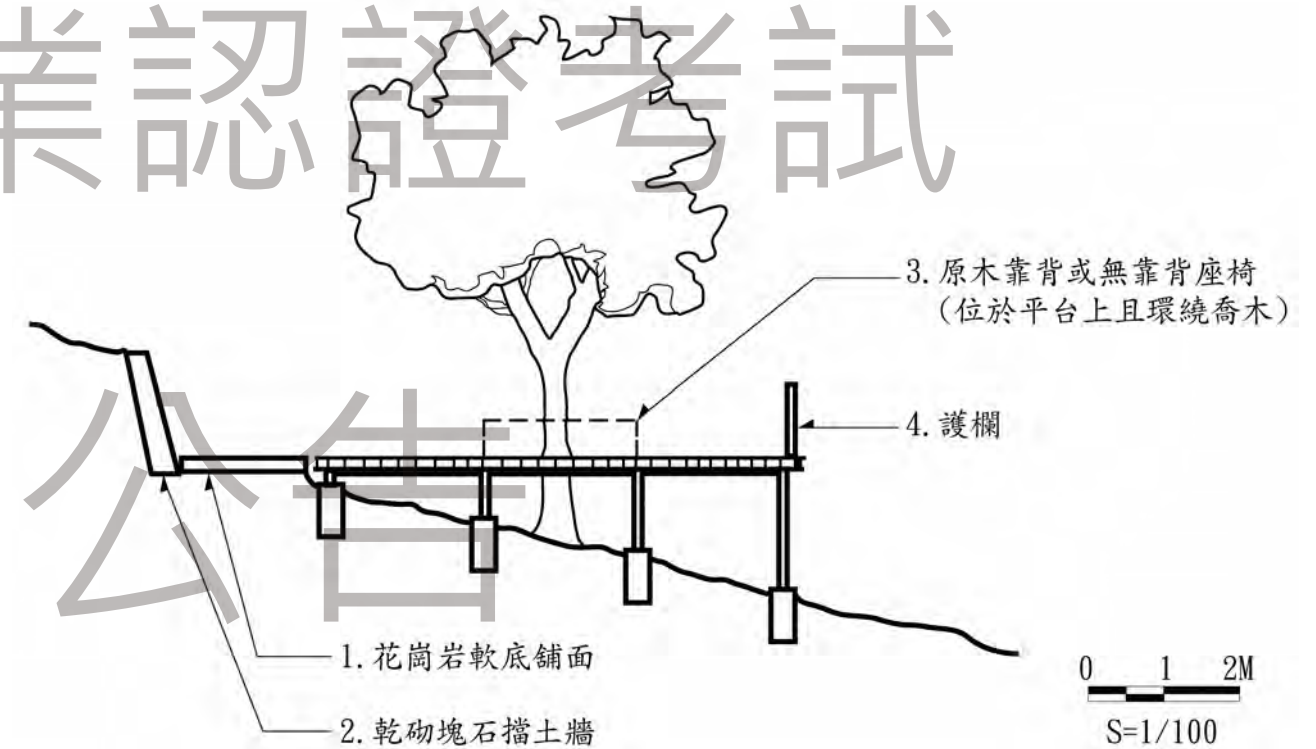 業認證考試
3.原木靠背或無靠背座椅
(位於平台上且環繞喬木)
4.護欄
公告
1.花崗岩軟底舖面
2.乾砌塊石擋土牆
0 1 2M
S=1/100